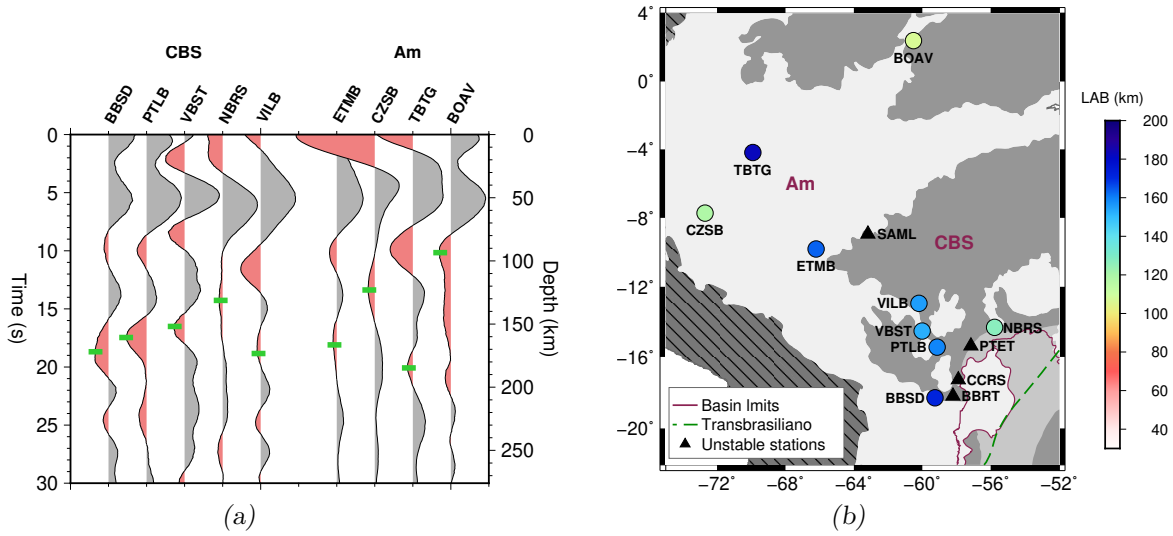 CBS Am
BBSD PTLB VBST NBRS VILB ETMB CZSB TBTG BOAV
0 0
5 50
10 100
15 150
20 200
25 250
30
Time (s)
Depth (km)
(a)
4°
0°
−4°
−8°
−12°
−16°
−20°
−72° −68° −64° −60° −56° −52°
BOAV
TBTG
Am
CZSB
SAML
CBS
ETMB
VILB
VBST NBRS
PTLB PTET
CCRS
BBSD BBRT
Basin lmits
Transbrasiliano
Unstable stations
LAB (km)
200
180
160
140
120
100
80
60
40
(b)